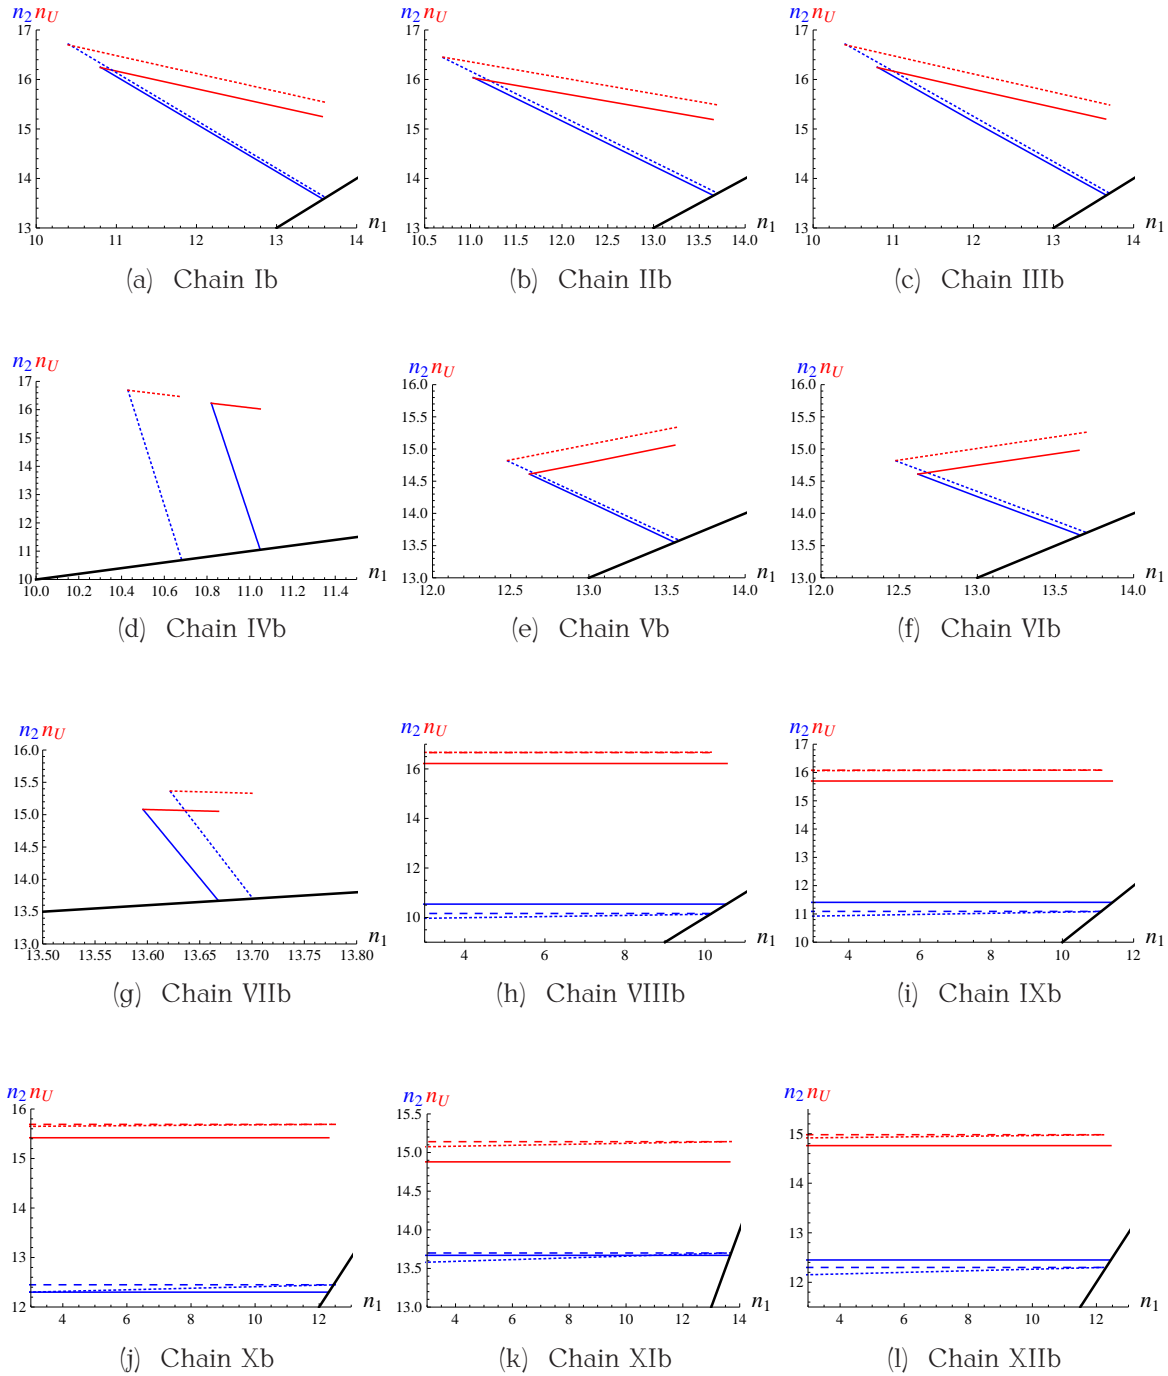 n2 nU
17
16
15
14
13
10 11 12 13 14
n1
(a) Chain Ib
n2 nU
17
16
15
14
13
10.5 11.0 11.5 12.0 12.5 13.0 13.5 14.0
n1
(b) Chain IIb
n2 nU
17
16
15
14
13
10 11 12 13 14
n1
(c) Chain IIIb
n2 nU
17
16
15
14
13
12
11
10
10.0 10.2 10.4 10.6 10.8 11.0 11.2 11.4
n1
(d) Chain IVb
n2 nU
16.0
15.5
15.0
14.5
14.0
13.5
13.0
12.0 12.5 13.0 13.5 14.0
n1
(e) Chain Vb
n2 nU
16.0
15.5
15.0
14.5
14.0
13.5
13.0
12.0 12.5 13.0 13.5 14.0
n1
(f) Chain VIb
n2 nU
16.0
15.5
15.0
14.5
14.0
13.5
13.0
13.50 13.55 13.60 13.65 13.70 13.75 13.80
n1
(g) Chain VIIb
n2 nU
16
15
14
13
12
11
10
4 6 8 10
n1
(h) Chain VIIIb
n2 nU
17
16
15
14
13
12
11
10
4 6 8 10 12
n1
(i) Chain IXb
n2 nU
16
15
14
13
12
4 6 8 10 12
n1
(j) Chain Xb
n2 nU
15.5
15.0
14.5
14.0
13.5
13.0
4 6 8 10 12 14
n1
(k) Chain XIb
n2 nU
15
14
13
12
4 6 8 10 12
n1
(l) Chain XIIb